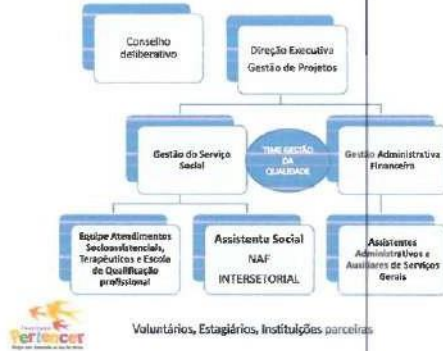 Conselho
deliberativo
Direção Executiva
Gestão de Projetos
Gestão do Serviço
Social
TIME GESTÃO
DA
QUALIDADE
Gestão Administrativa
Financeira
Equipe Atendimentos
Socioassistenciais,
Terapêuticos e Escola
de Qualificação
profissional
Assistente Social
NAF
INTERSETORIAL
Assistentes
Administrativos e
Auxiliares de Serviços
Gerais
Pertencer
Voluntários, Estagiários, Instituições parceiras